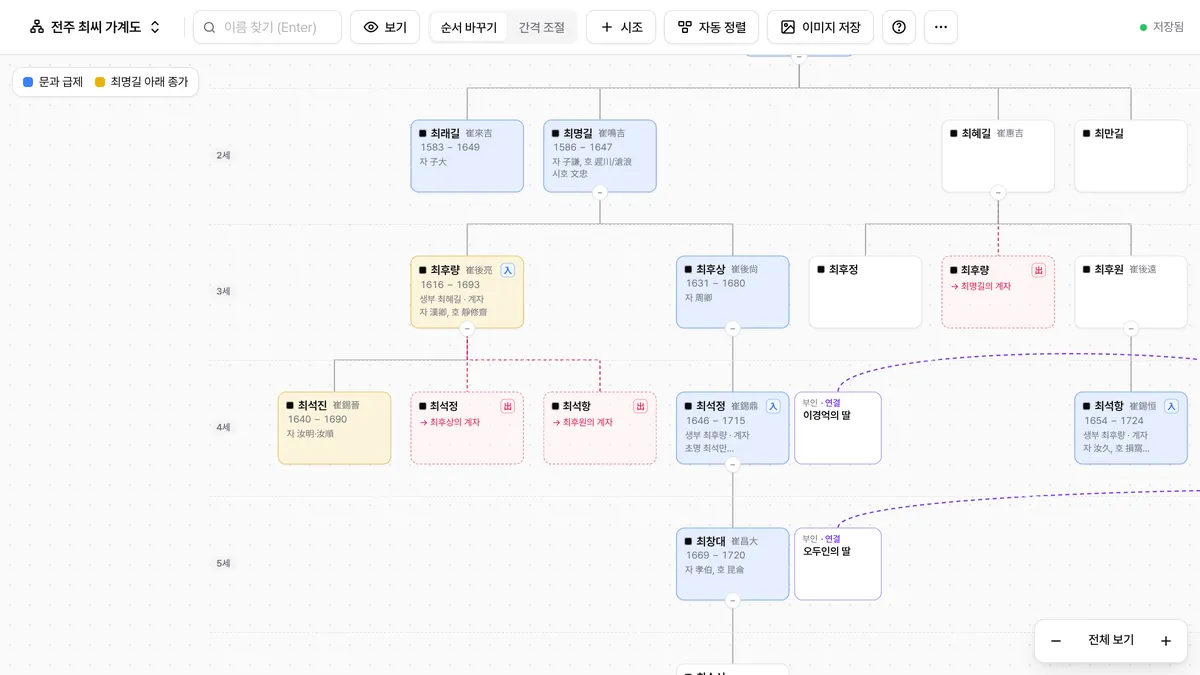 전주 최씨 가계도
이름 찾기 (Enter)
보기
순서 바꾸기
간격 조절
+ 시조
자동 정렬
이미지 저장
저장됨
문과 급제
최명길 아래 종가
2세
최래길 崔來吉
1583 – 1649
자 子大
최명길 崔鳴吉
1586 – 1647
자 子謙, 호 遲川/滄浪
시호 文忠
최혜길 崔惠吉
최만길
3세
최후량 崔後亮 入
1616 – 1693
생부 최혜길 · 계자
자 漢卿, 호 靜修齋
최후상 崔後尙
1631 – 1680
자 周卿
최후정
최후량 出
→ 최명길의 계자
최후원 崔後遠
4세
최석진 崔錫晉
1640 – 1690
자 汝明·汝順
최석정 出
→ 최후상의 계자
최석항 出
→ 최후원의 계자
최석정 崔錫鼎 入
1646 – 1715
생부 최후량 · 계자
초명 최석만...
부인 · 연결
이경억의 딸
최석항 崔錫恒 入
1654 – 1724
생부 최후량 · 계자
자 汝久, 호 損窩...
5세
최창대 崔昌大
1669 – 1720
자 孝伯, 호 昆侖
부인 · 연결
오두인의 딸
전체 보기